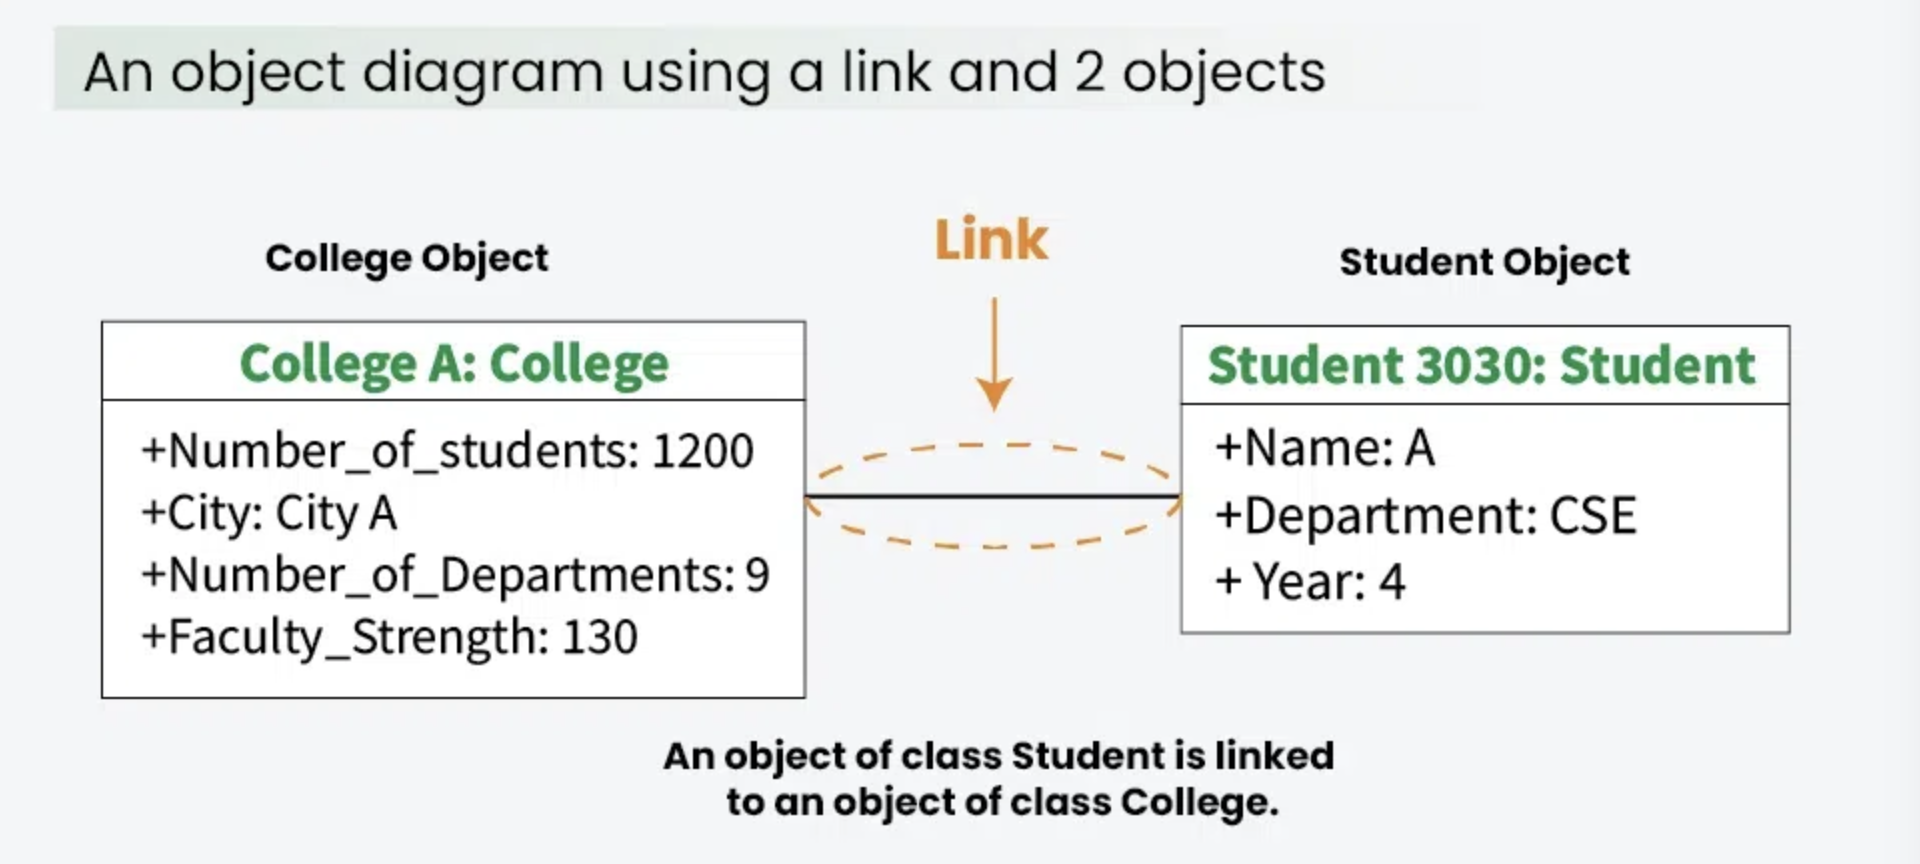 An object diagram using a link and 2 objects
Link
College Object
Student Object
College A: College
+Number_of_students: 1200
+City: City A
+Number_of_Departments: 9
+Faculty_Strength: 130
Student 3030: Student
+Name: A
+Department: CSE
+ Year: 4
An object of class Student is linked
to an object of class College.